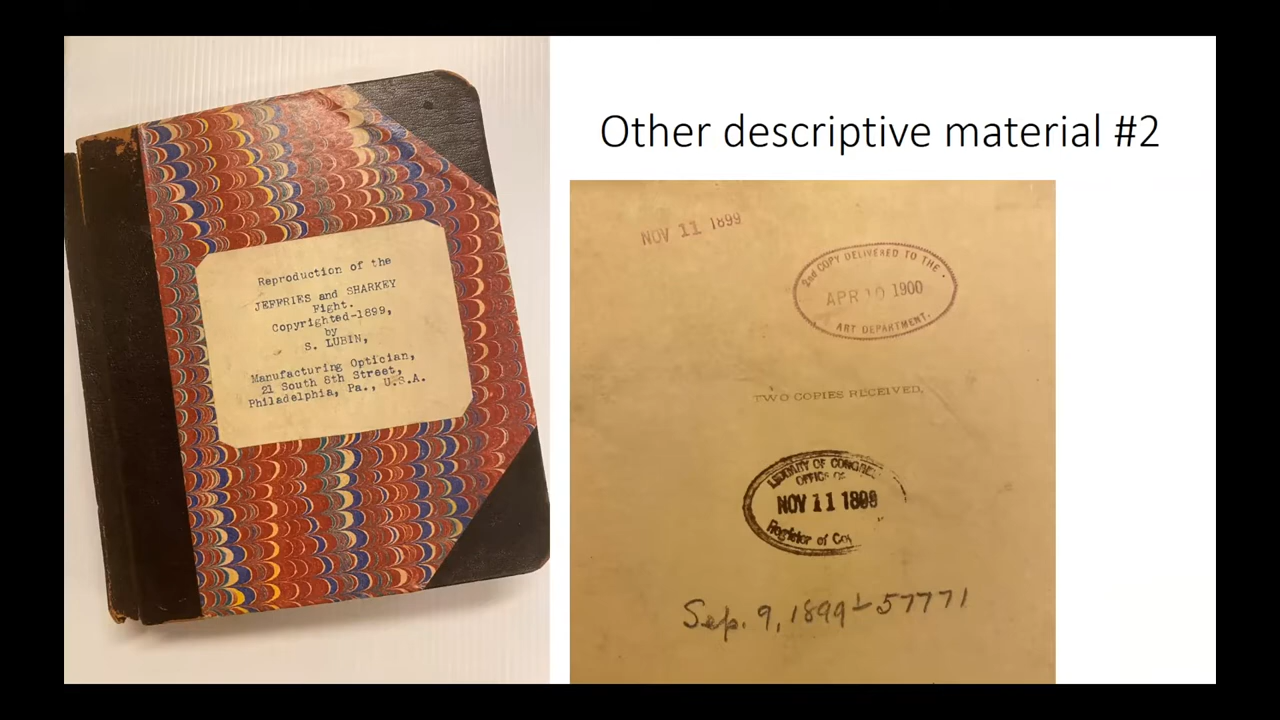 Other descriptive material #2
Reproduction of the
JEFFRIES and SHARKEY
Fight.
Copyrighted-1899,
by
S. LUBIN,
Manufacturing Optician,
21 South 8th Street,
Philadelphia, Pa., U.S.A.
NOV 11 1899
2nd COPY DELIVERED TO THE
APR 10 1900
ART DEPARTMENT.
TWO COPIES RECEIVED,
LIBRARY OF
OFFICE OF
NOV 11 1899
Register of
Sep. 9, 1899 57771